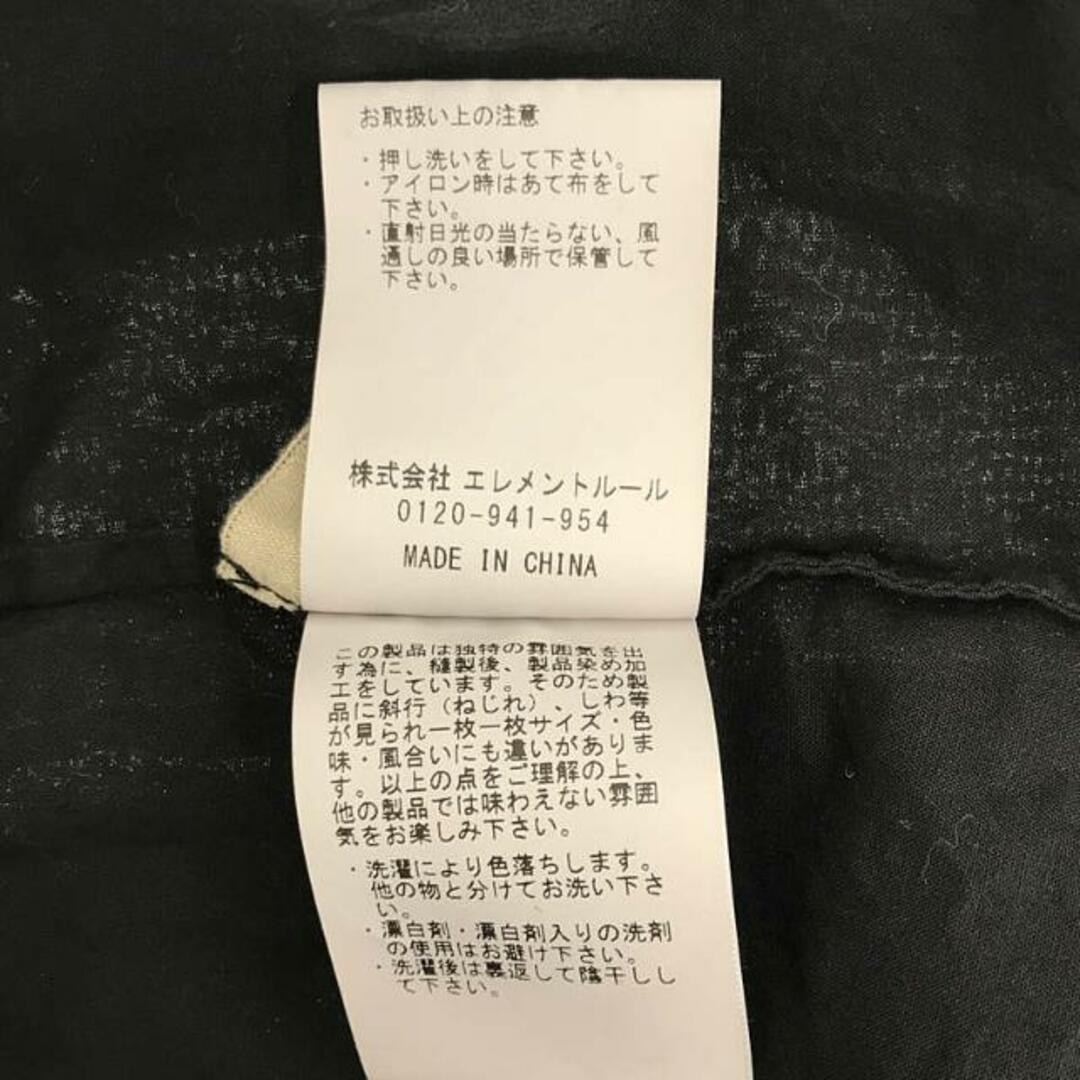 お取扱い上の注意
・押し洗いをして下さい。
・アイロン時はあて布をして
下さい。
・直射日光の当たらない、風
通しの良い場所で保管して
下さい。
株式会社 エレメントルール
0120-941-954
MADE IN CHINA
この製品は独特の雰囲気を出
す為に、縫製後、製品染め加
工をしています。そのため製
品に斜行（ねじれ）、しわ等
が見られ一枚一枚サイズ・色
味・風合いにも違いがありま
す。以上の点をご理解の上、
他の製品では味わえない雰囲
気をお楽しみ下さい。
・洗濯により色落ちします。
他の物と分けてお洗い下さ
い。
・漂白剤・漂白剤入りの洗剤
の使用はお避け下さい。
・洗濯後は裏返して陰干しし
て下さい。